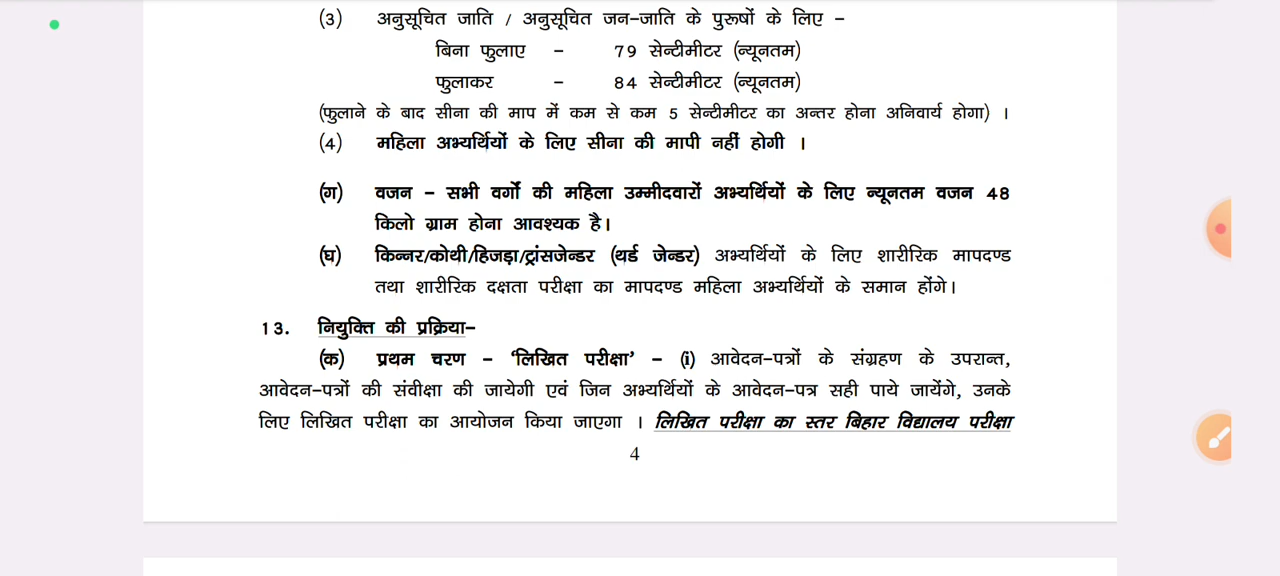 (3) अनुसूचित जाति / अनुसूचित जन-जाति के पुरूषों के लिए –
बिना फुलाए – 79 सेन्टीमीटर (न्यूनतम)
फुलाकर – 84 सेन्टीमीटर (न्यूनतम)
(फुलाने के बाद सीना की माप में कम से कम 5 सेन्टीमीटर का अन्तर होना अनिवार्य होगा) ।
(4) महिला अभ्यर्थियों के लिए सीना की मापी नहीं होगी ।
(ग) वजन – सभी वर्गों की महिला उम्मीदवारों अभ्यर्थियों के लिए न्यूनतम वजन 48
किलो ग्राम होना आवश्यक है।
(घ) किन्नर/कोथी/हिजड़ा/ट्रांसजेन्डर (थर्ड जेन्डर) अभ्यर्थियों के लिए शारीरिक मापदण्ड
तथा शारीरिक दक्षता परीक्षा का मापदण्ड महिला अभ्यर्थियों के समान होंगे।
13. नियुक्ति की प्रक्रिया–
(क) प्रथम चरण – ‘लिखित परीक्षा’ – (i) आवेदन-पत्रों के संग्रहण के उपरान्त,
आवेदन-पत्रों की संवीक्षा की जायेगी एवं जिन अभ्यर्थियों के आवेदन-पत्र सही पाये जायेंगे, उनके
लिए लिखित परीक्षा का आयोजन किया जाएगा । लिखित परीक्षा का स्तर बिहार विद्यालय परीक्षा
4